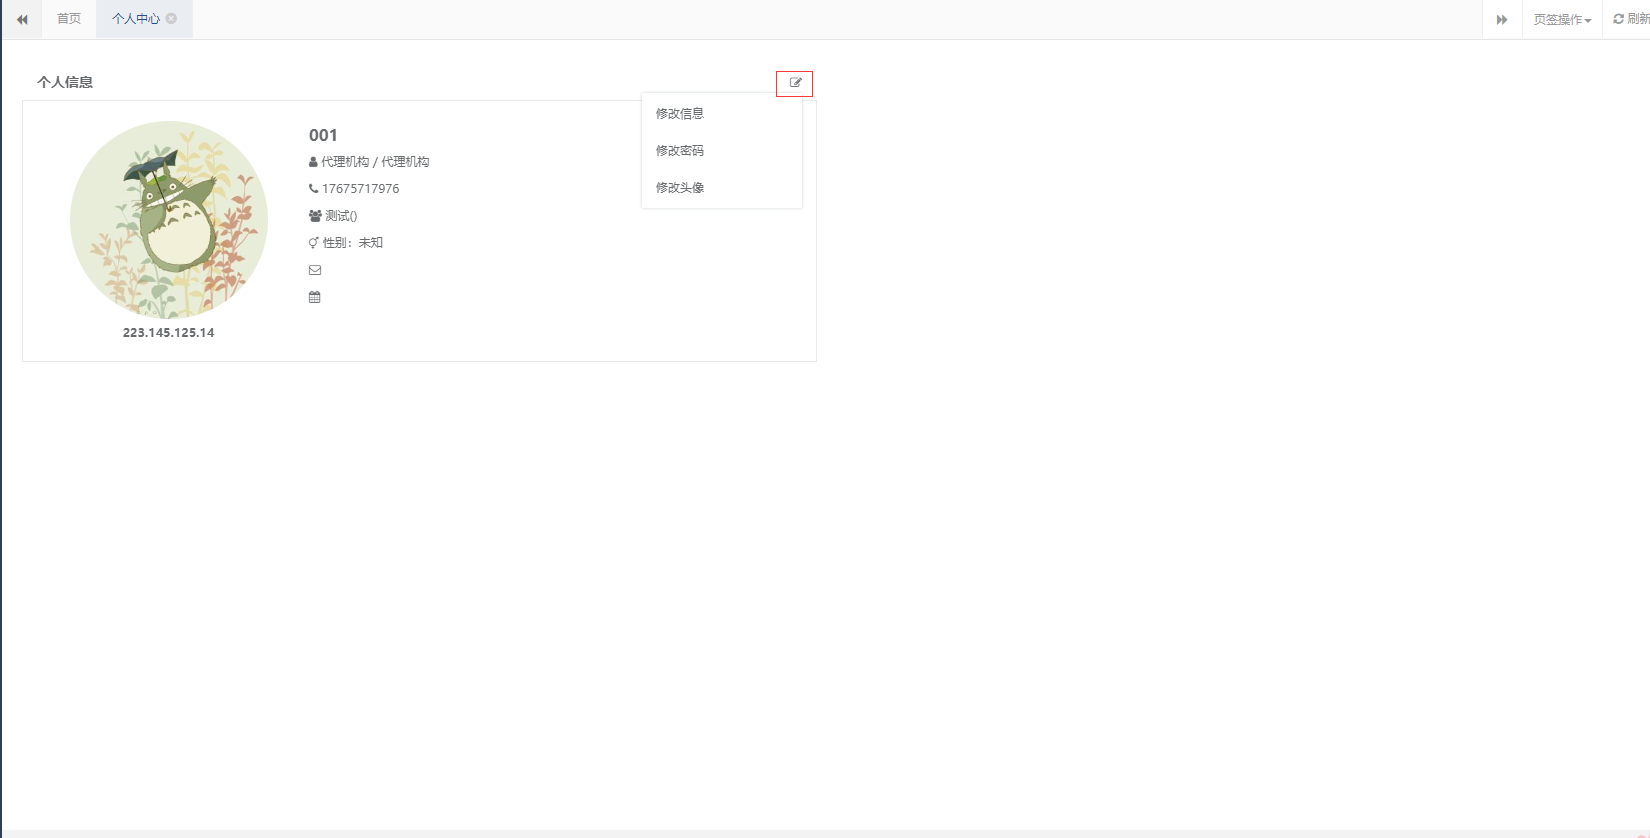 首页 个人中心 页签操作 刷新
个人信息
修改信息
修改密码
修改头像
001
代理机构 / 代理机构
17675717976
测试()
性别：未知
223.145.125.14